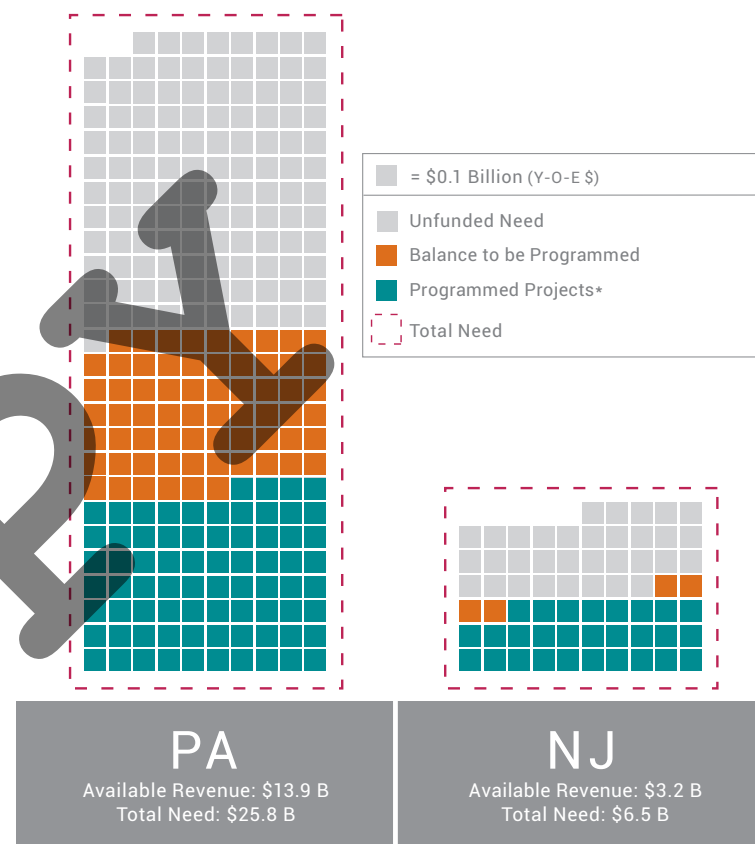 = $0.1 Billion (Y-O-E $)
Unfunded Need
Balance to be Programmed
Programmed Projects*
Total Need
PA
Available Revenue: $13.9 B
Total Need: $25.8 B
NJ
Available Revenue: $3.2 B
Total Need: $6.5 B